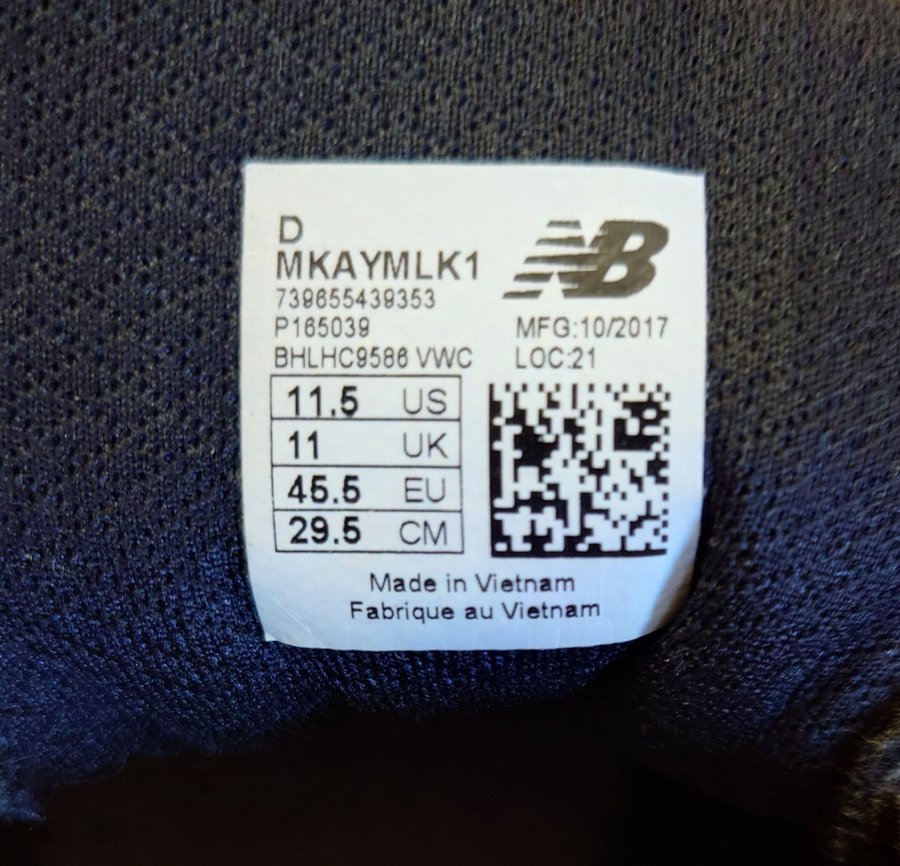 D
MKAYMLK1
739655439353
P165039
BHLHC9586 VWC
NB
MFG:10/2017
LOC:21
11.5 US
11 UK
45.5 EU
29.5 CM
Made in Vietnam
Fabrique au Vietnam